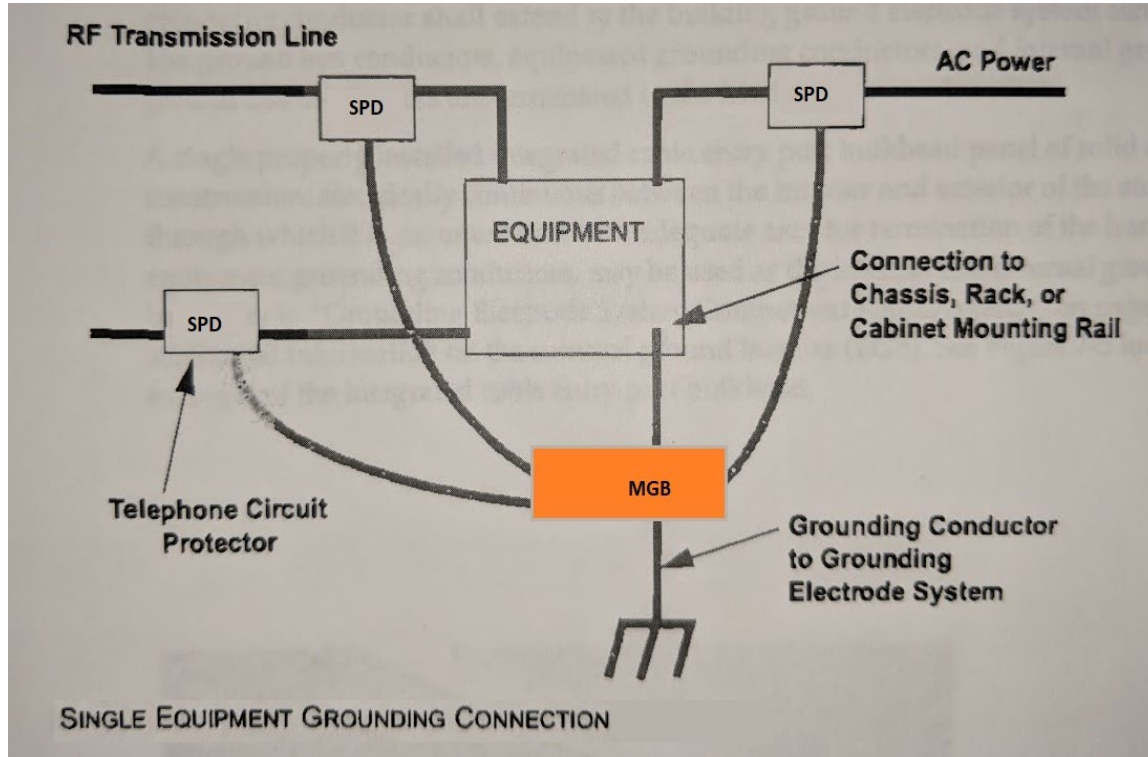 RF Transmission Line
AC Power
SPD
SPD
EQUIPMENT
Connection to
Chassis, Rack, or
Cabinet Mounting Rail
SPD
MGB
Telephone Circuit
Protector
Grounding Conductor
to Grounding
Electrode System
SINGLE EQUIPMENT GROUNDING CONNECTION